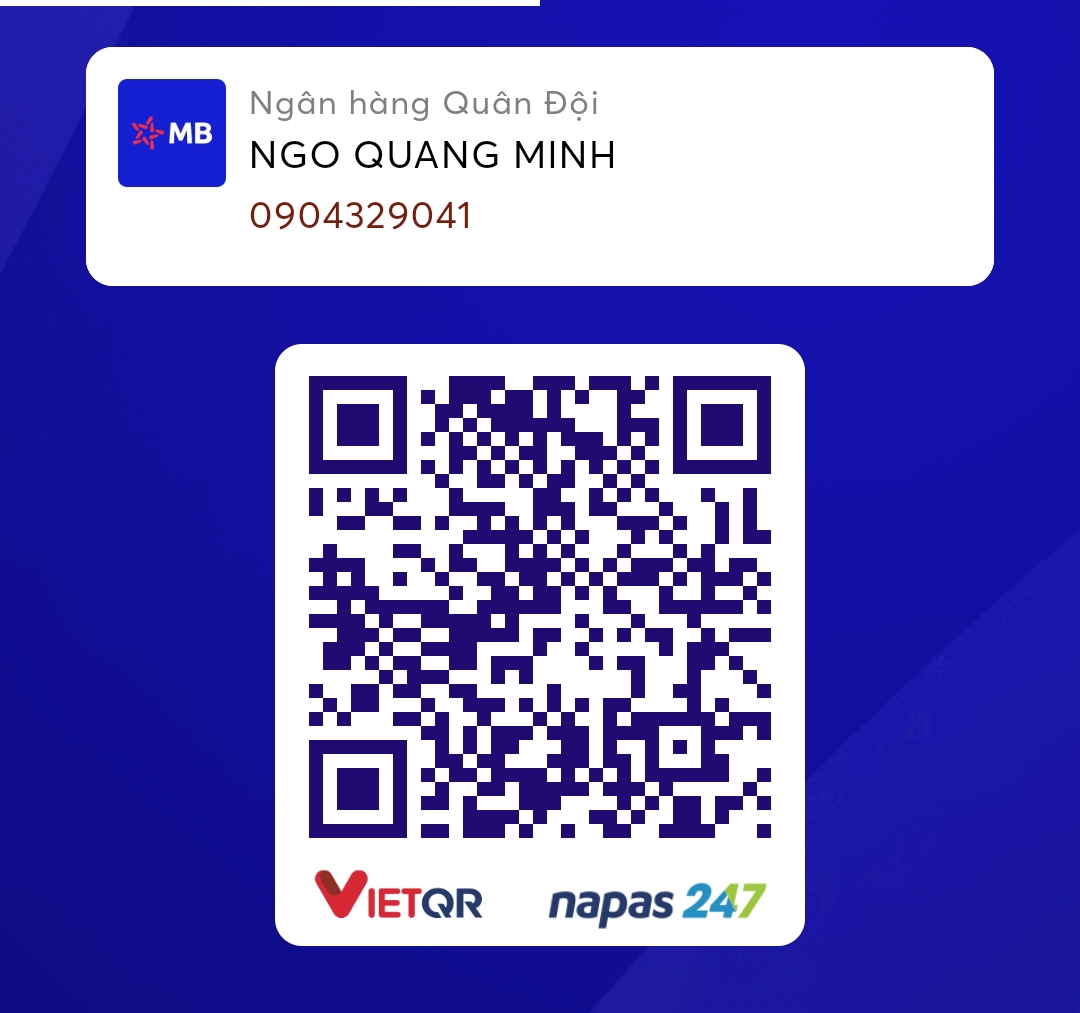 MB
Ngân hàng Quân Đội
NGO QUANG MINH
0904329041
VIETQR
napas 247